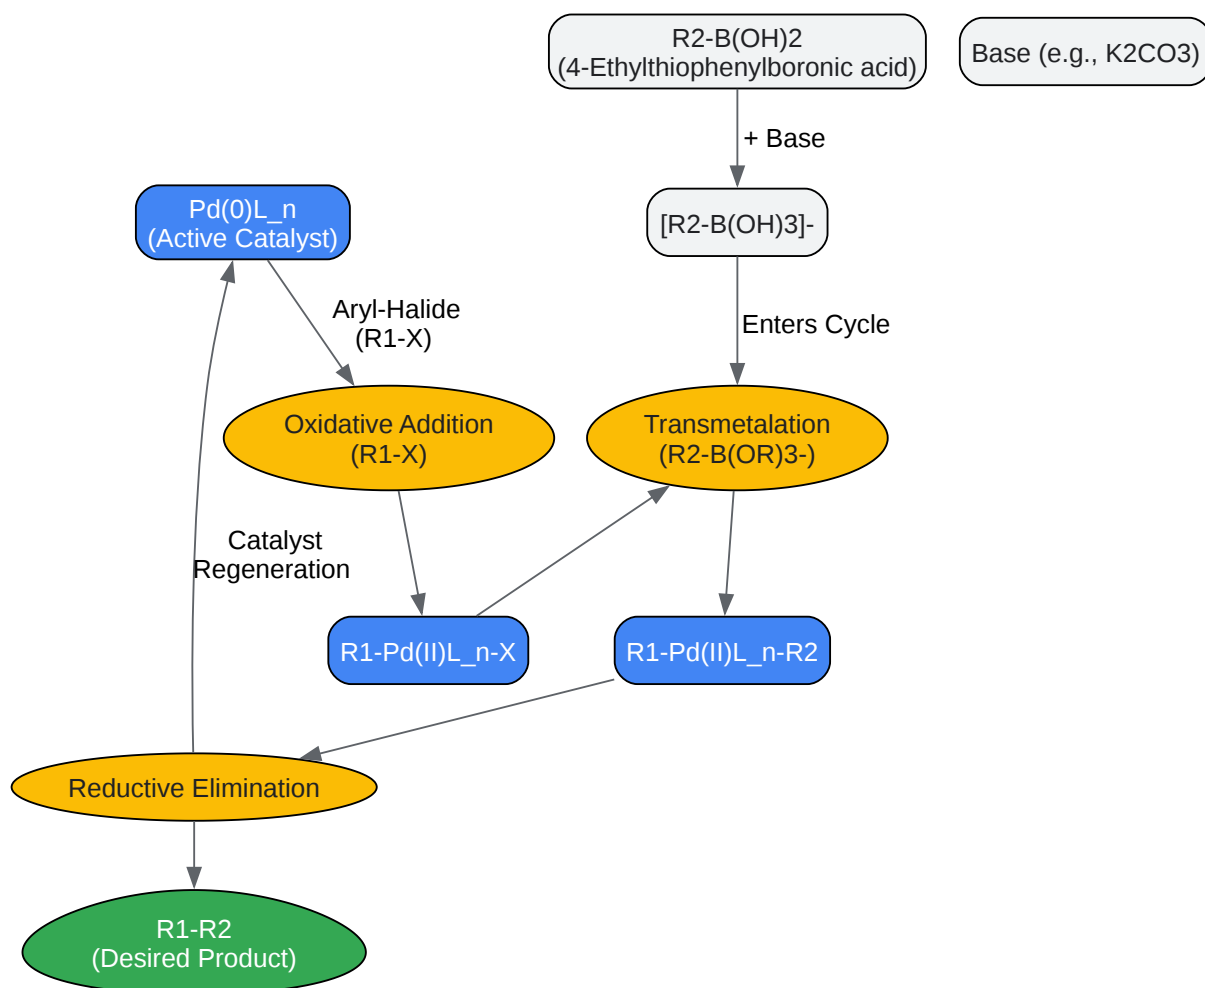 R2-B(OH)2
(4-Ethylthiophenylboronic acid)
Base (e.g., K2CO3)
+ Base
Pd(0)L_n
(Active Catalyst)
[R2-B(OH)3]-
Aryl-Halide
(R1-X)
Enters Cycle
Oxidative Addition
(R1-X)
Transmetalation
(R2-B(OR)3-)
Catalyst
Regeneration
R1-Pd(II)L_n-X
R1-Pd(II)L_n-R2
Reductive Elimination
R1-R2
(Desired Product)